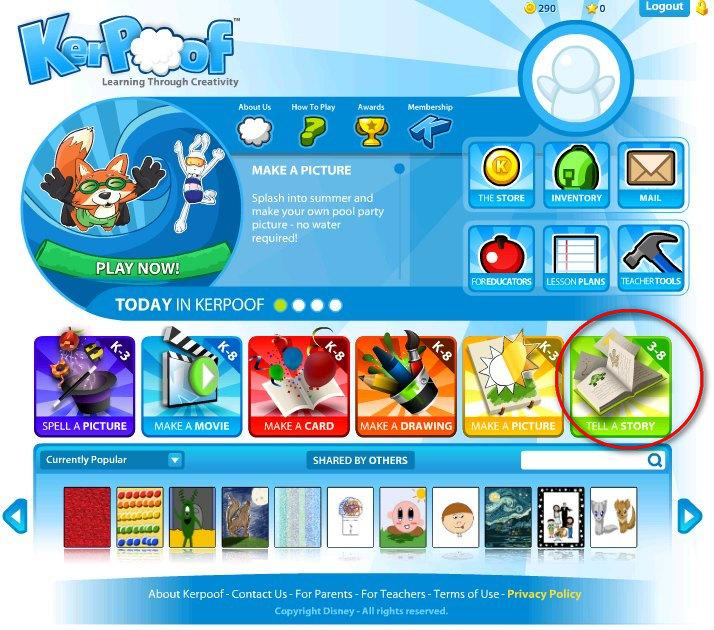 290
0
Logout
KerPoof™
Learning Through Creativity
About Us
How To Play
Awards
Membership
MAKE A PICTURE
Splash into summer and
make your own pool party
picture - no water
required!
PLAY NOW!
TODAY IN KERPOOF
THE STORE
INVENTORY
MAIL
FOR EDUCATORS
LESSON PLANS
TEACHER TOOLS
K-3
SPELL A PICTURE
K-8
MAKE A MOVIE
K-8
MAKE A CARD
K-8
MAKE A DRAWING
K-3
MAKE A PICTURE
3-8
TELL A STORY
Currently Popular
SHARED BY OTHERS
About Kerpoof - Contact Us - For Parents - For Teachers - Terms of Use - Privacy Policy
Copyright Disney - All rights reserved.